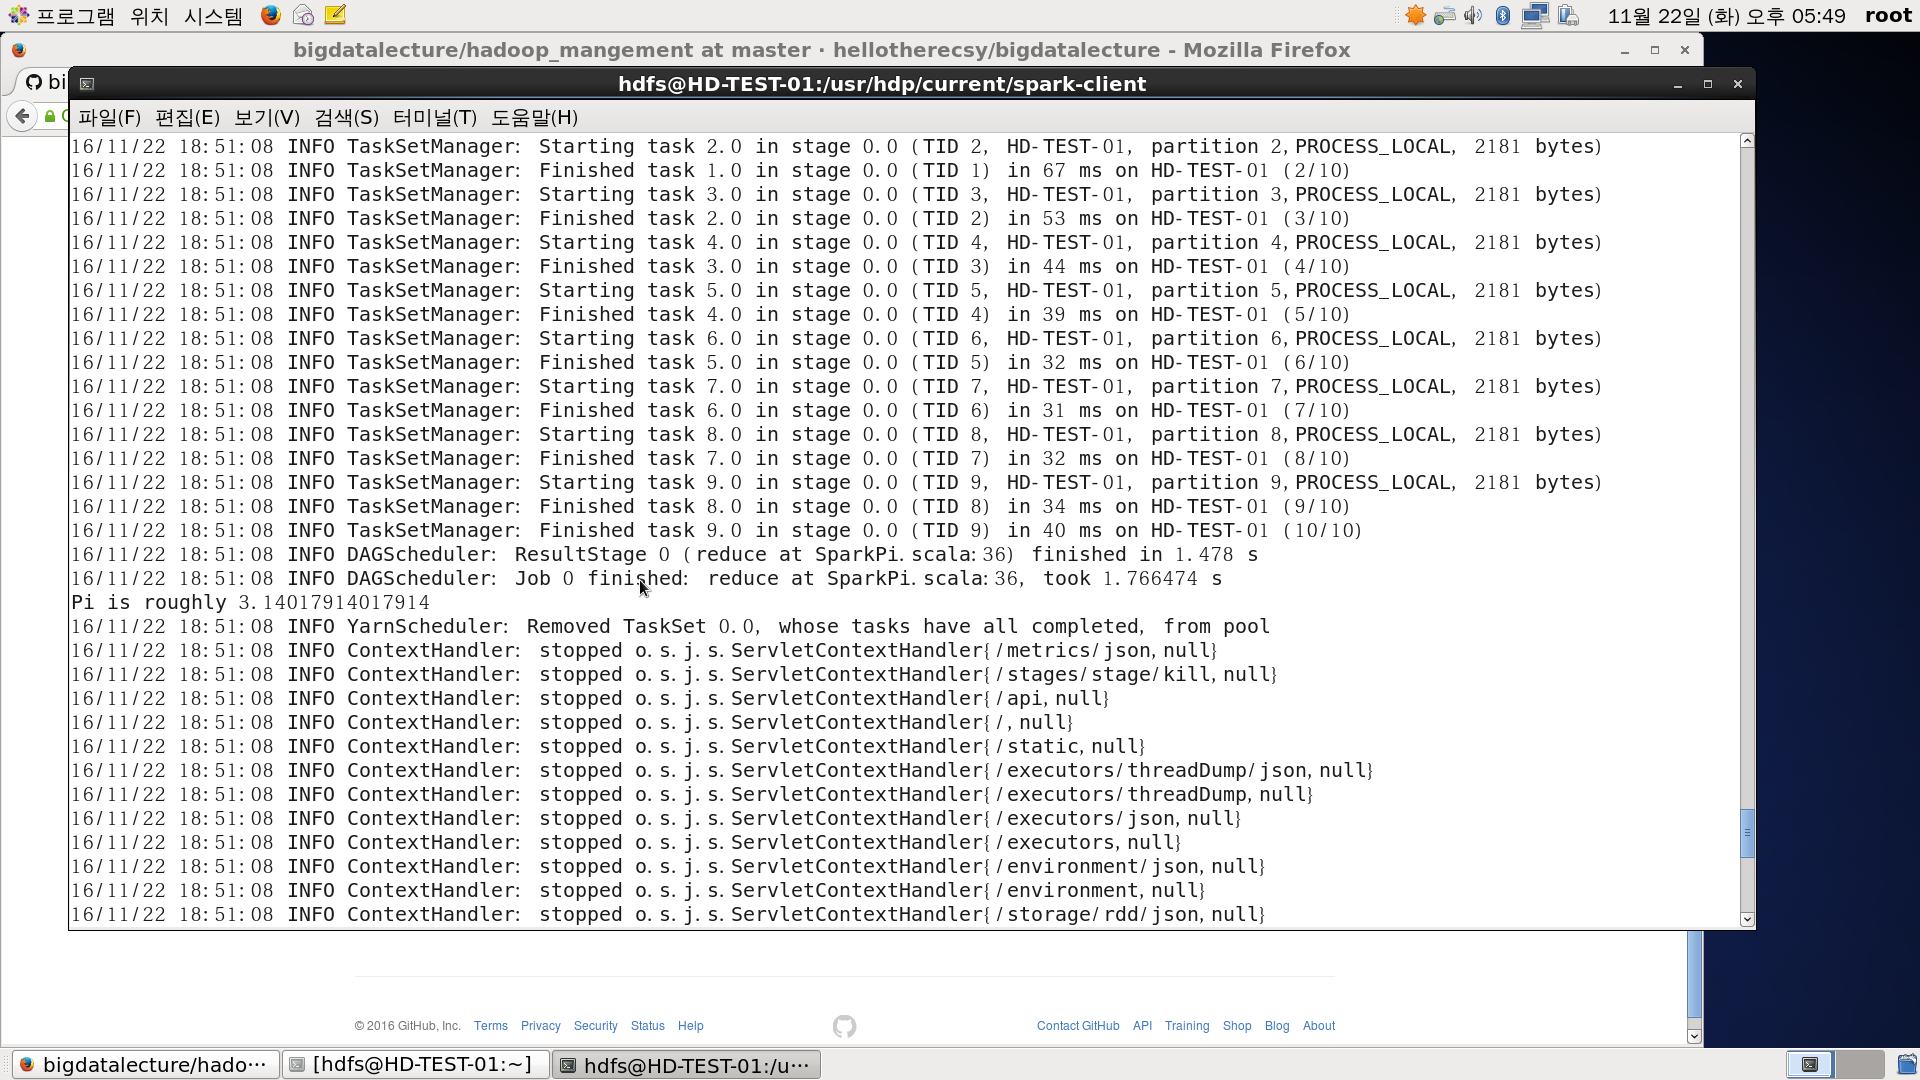 프로그램 위치 시스템 11월 22일 (화) 오후 05:49 root
bigdatalecture/hadoop_mangement at master · hellotherecsy/bigdatalecture - Mozilla Firefox
bi
hdfs@HD-TEST-01:/usr/hdp/current/spark-client
파일(F) 편집(E) 보기(V) 검색(S) 터미널(T) 도움말(H)
16/11/22 18:51:08 INFO TaskSetManager: Starting task 2.0 in stage 0.0 (TID 2, HD-TEST-01, partition 2,PROCESS_LOCAL, 2181 bytes)
16/11/22 18:51:08 INFO TaskSetManager: Finished task 1.0 in stage 0.0 (TID 1) in 67 ms on HD-TEST-01 (2/10)
16/11/22 18:51:08 INFO TaskSetManager: Starting task 3.0 in stage 0.0 (TID 3, HD-TEST-01, partition 3,PROCESS_LOCAL, 2181 bytes)
16/11/22 18:51:08 INFO TaskSetManager: Finished task 2.0 in stage 0.0 (TID 2) in 53 ms on HD-TEST-01 (3/10)
16/11/22 18:51:08 INFO TaskSetManager: Starting task 4.0 in stage 0.0 (TID 4, HD-TEST-01, partition 4,PROCESS_LOCAL, 2181 bytes)
16/11/22 18:51:08 INFO TaskSetManager: Finished task 3.0 in stage 0.0 (TID 3) in 44 ms on HD-TEST-01 (4/10)
16/11/22 18:51:08 INFO TaskSetManager: Starting task 5.0 in stage 0.0 (TID 5, HD-TEST-01, partition 5,PROCESS_LOCAL, 2181 bytes)
16/11/22 18:51:08 INFO TaskSetManager: Finished task 4.0 in stage 0.0 (TID 4) in 39 ms on HD-TEST-01 (5/10)
16/11/22 18:51:08 INFO TaskSetManager: Starting task 6.0 in stage 0.0 (TID 6, HD-TEST-01, partition 6,PROCESS_LOCAL, 2181 bytes)
16/11/22 18:51:08 INFO TaskSetManager: Finished task 5.0 in stage 0.0 (TID 5) in 32 ms on HD-TEST-01 (6/10)
16/11/22 18:51:08 INFO TaskSetManager: Starting task 7.0 in stage 0.0 (TID 7, HD-TEST-01, partition 7,PROCESS_LOCAL, 2181 bytes)
16/11/22 18:51:08 INFO TaskSetManager: Finished task 6.0 in stage 0.0 (TID 6) in 31 ms on HD-TEST-01 (7/10)
16/11/22 18:51:08 INFO TaskSetManager: Starting task 8.0 in stage 0.0 (TID 8, HD-TEST-01, partition 8,PROCESS_LOCAL, 2181 bytes)
16/11/22 18:51:08 INFO TaskSetManager: Finished task 7.0 in stage 0.0 (TID 7) in 32 ms on HD-TEST-01 (8/10)
16/11/22 18:51:08 INFO TaskSetManager: Starting task 9.0 in stage 0.0 (TID 9, HD-TEST-01, partition 9,PROCESS_LOCAL, 2181 bytes)
16/11/22 18:51:08 INFO TaskSetManager: Finished task 8.0 in stage 0.0 (TID 8) in 34 ms on HD-TEST-01 (9/10)
16/11/22 18:51:08 INFO TaskSetManager: Finished task 9.0 in stage 0.0 (TID 9) in 40 ms on HD-TEST-01 (10/10)
16/11/22 18:51:08 INFO DAGScheduler: ResultStage 0 (reduce at SparkPi.scala:36) finished in 1.478 s
16/11/22 18:51:08 INFO DAGScheduler: Job 0 finished: reduce at SparkPi.scala:36, took 1.766474 s
Pi is roughly 3.14017914017914
16/11/22 18:51:08 INFO YarnScheduler: Removed TaskSet 0.0, whose tasks have all completed, from pool
16/11/22 18:51:08 INFO ContextHandler: stopped o.s.j.s.ServletContextHandler{/metrics/json,null}
16/11/22 18:51:08 INFO ContextHandler: stopped o.s.j.s.ServletContextHandler{/stages/stage/kill,null}
16/11/22 18:51:08 INFO ContextHandler: stopped o.s.j.s.ServletContextHandler{/api,null}
16/11/22 18:51:08 INFO ContextHandler: stopped o.s.j.s.ServletContextHandler{/,null}
16/11/22 18:51:08 INFO ContextHandler: stopped o.s.j.s.ServletContextHandler{/static,null}
16/11/22 18:51:08 INFO ContextHandler: stopped o.s.j.s.ServletContextHandler{/executors/threadDump/json,null}
16/11/22 18:51:08 INFO ContextHandler: stopped o.s.j.s.ServletContextHandler{/executors/threadDump,null}
16/11/22 18:51:08 INFO ContextHandler: stopped o.s.j.s.ServletContextHandler{/executors/json,null}
16/11/22 18:51:08 INFO ContextHandler: stopped o.s.j.s.ServletContextHandler{/executors,null}
16/11/22 18:51:08 INFO ContextHandler: stopped o.s.j.s.ServletContextHandler{/environment/json,null}
16/11/22 18:51:08 INFO ContextHandler: stopped o.s.j.s.ServletContextHandler{/environment,null}
16/11/22 18:51:08 INFO ContextHandler: stopped o.s.j.s.ServletContextHandler{/storage/rdd/json,null}
© 2016 GitHub, Inc. Terms Privacy Security Status Help Contact GitHub API Training Shop Blog About
bigdatalecture/hado⋯ [hdfs@HD-TEST-01:~] hdfs@HD-TEST-01:/u⋯